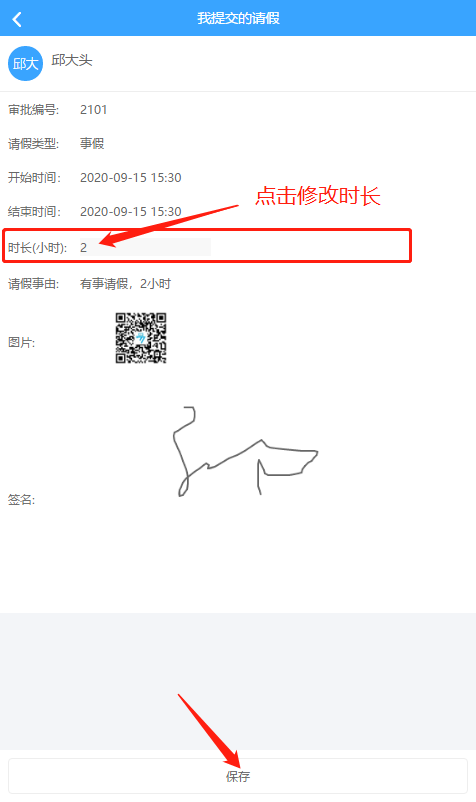 我提交的请假
邱大
邱大头
审批编号: 2101
请假类型: 事假
开始时间: 2020-09-15 15:30
结束时间: 2020-09-15 15:30
点击修改时长
时长(小时): 2
请假事由: 有事请假，2小时
图片:
签名:
保存